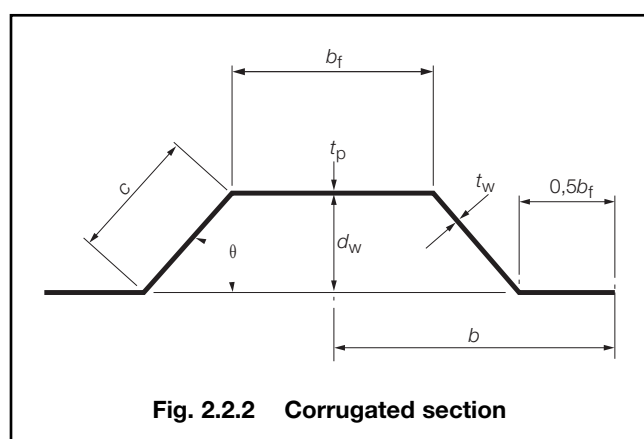 b_f
t_p
t_w
c
0,5b_f
d_w
θ
b
Fig. 2.2.2 Corrugated section